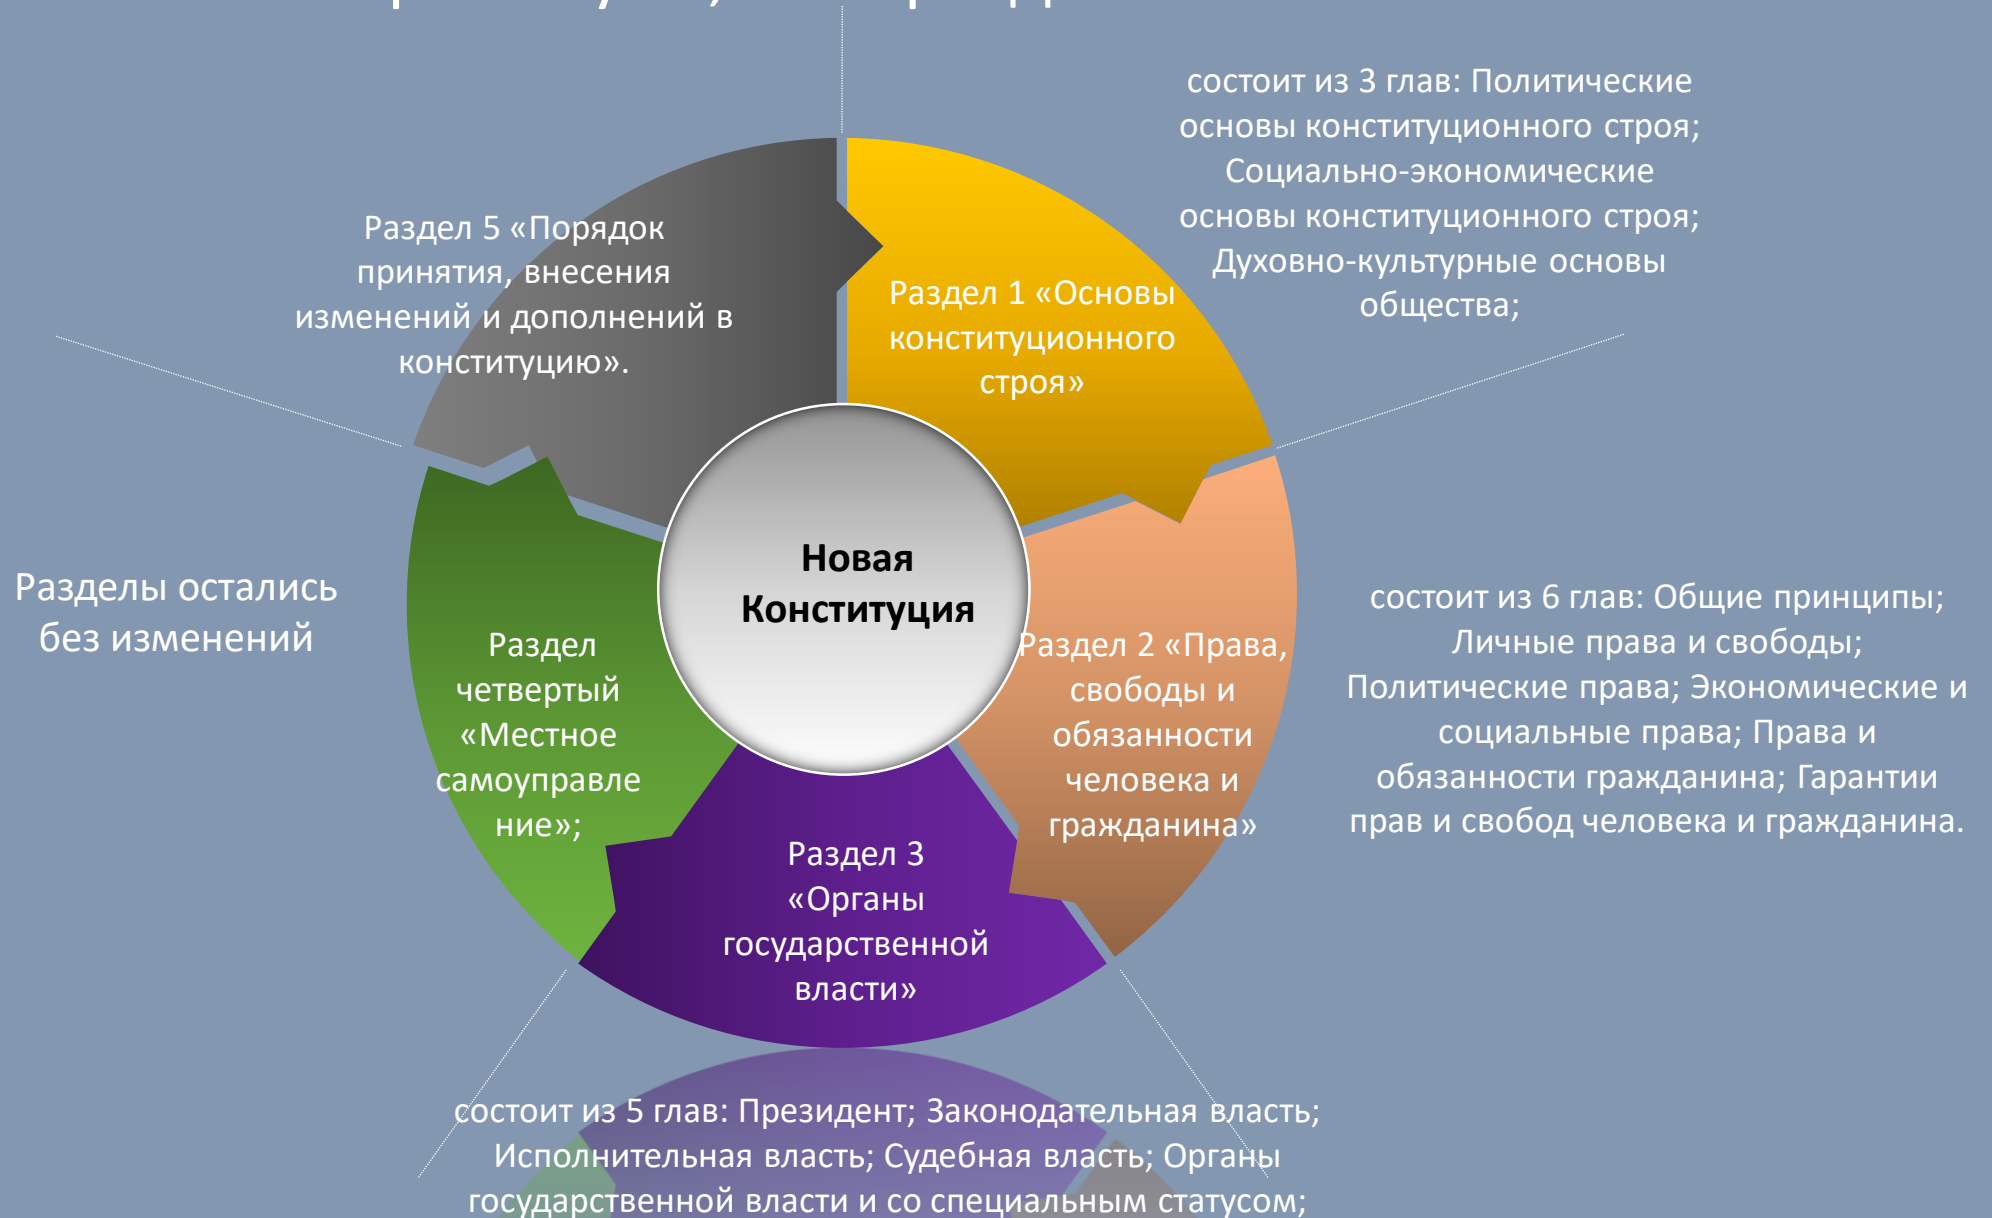 состоит из 3 глав: Политические
основы конституционного строя;
Социально-экономические
основы конституционного строя;
Духовно-культурные основы
общества;
Раздел 5 «Порядок
принятия, внесения
изменений и дополнений в
конституцию».
Раздел 1 «Основы
конституционного
строя»
Новая
Конституция
Разделы остались
без изменений
Раздел
четвертый
«Местное
самоуправле
ние»;
Раздел 2 «Права,
свободы и
обязанности
человека и
гражданина»
состоит из 6 глав: Общие принципы;
Личные права и свободы;
Политические права; Экономические и
социальные права; Права и
обязанности гражданина; Гарантии
прав и свобод человека и гражданина.
Раздел 3
«Органы
государственной
власти»
состоит из 5 глав: Президент; Законодательная власть;
Исполнительная власть; Судебная власть; Органы
государственной власти и со специальным статусом;